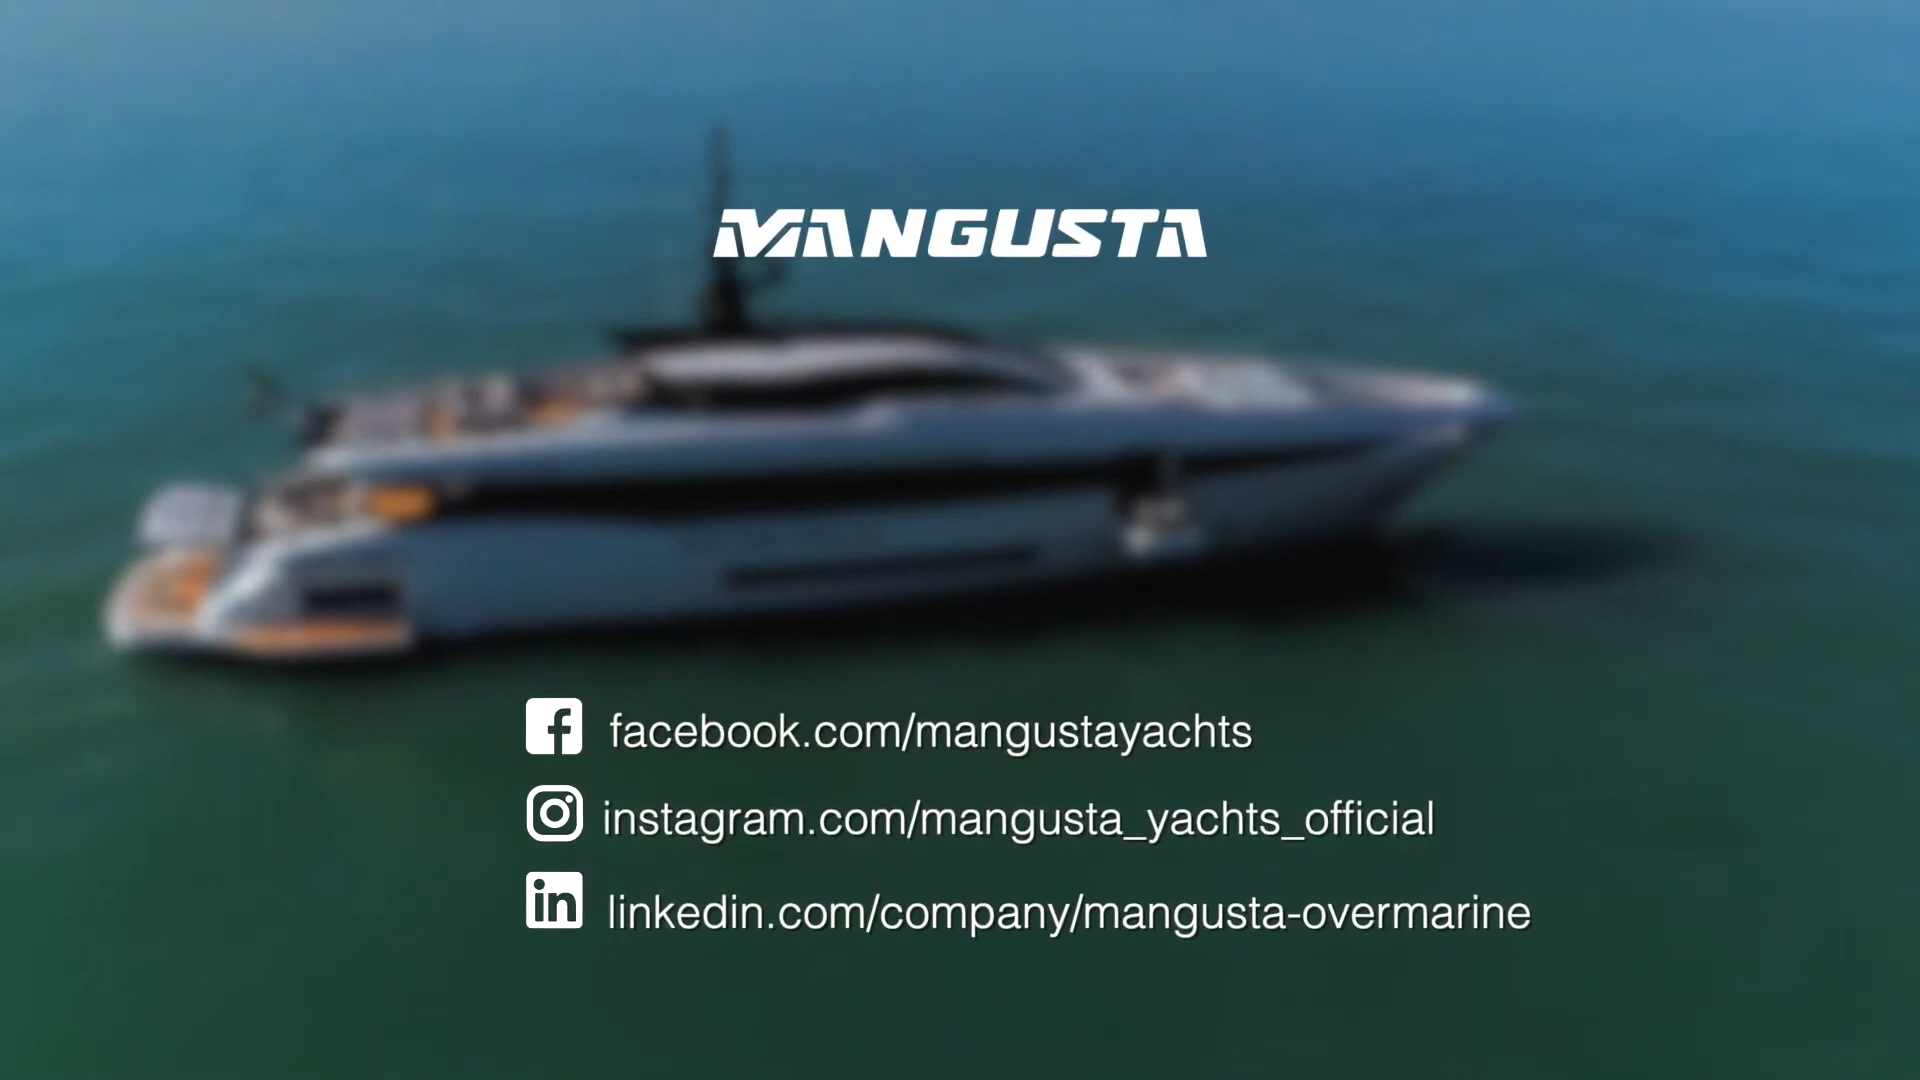 MANGUSTA
facebook.com/mangustayachts
instagram.com/mangusta_yachts_official
linkedin.com/company/mangusta-overmarine